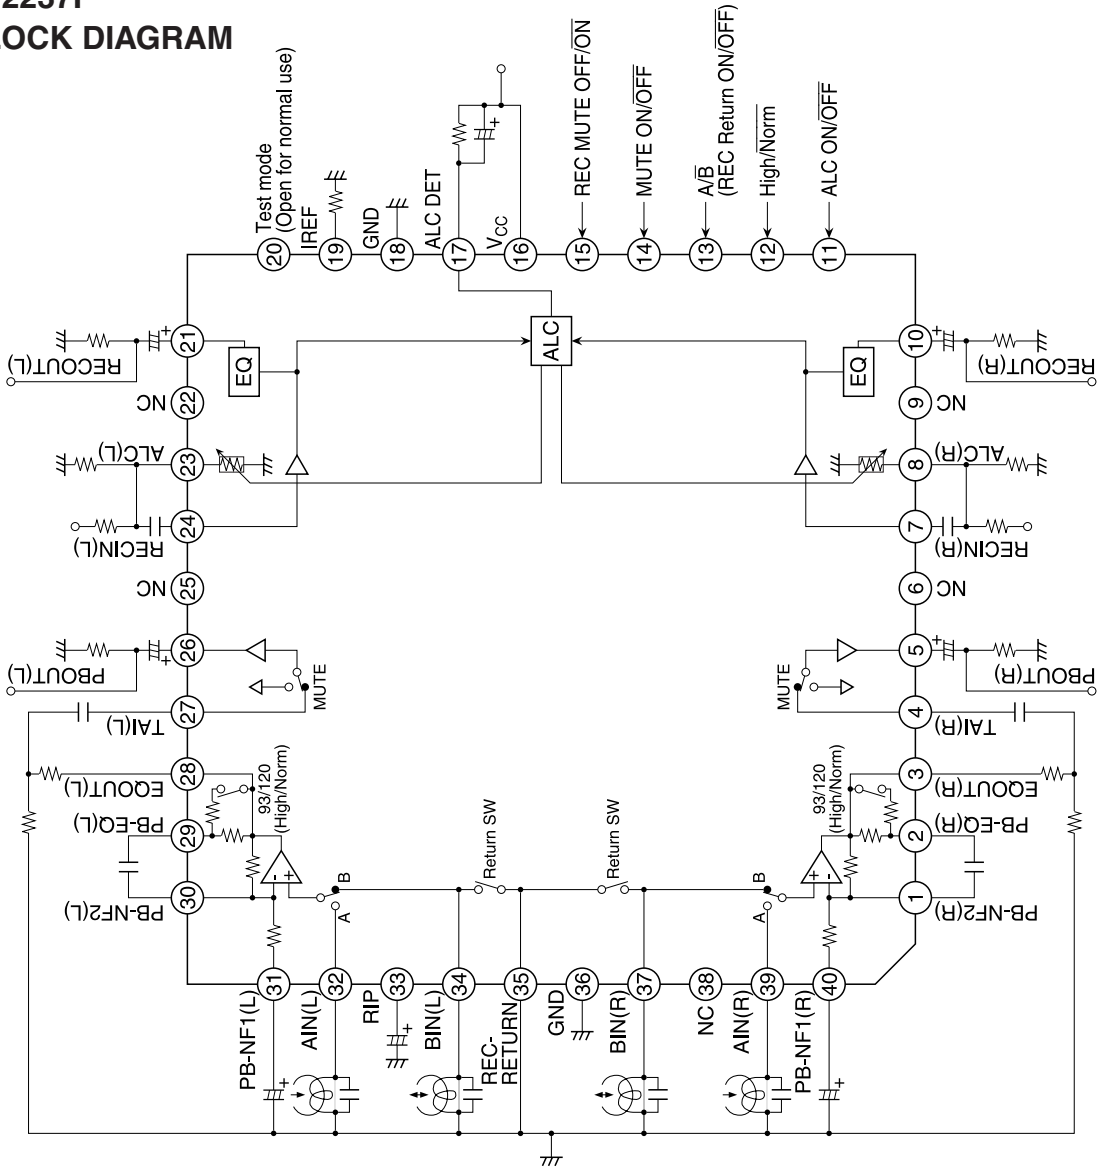 BLOCK DIAGRAM
Test mode
(Open for normal use)
IREF
GND
ALC DET
VCC
REC MUTE OFF/ON
MUTE ON/OFF
A/B
(REC Return ON/OFF)
High/Norm
ALC ON/OFF
20
19
18
17
16
15
14
13
12
11
RECOUT(L)
21
EQ
ALC
EQ
10
RECOUT(R)
NC
22
9
NC
ALC(L)
23
8
ALC(R)
RECIN(L)
24
7
RECIN(R)
NC
25
6
NC
PBOUT(L)
26
5
PBOUT(R)
MUTE
MUTE
TAI(L)
27
4
TAI(R)
EQOUT(L)
28
93/120
(High/Norm)
93/120
(High/Norm)
3
EQOUT(R)
PB-EQ(L)
29
Return SW
Return SW
2
PB-EQ(R)
PB-NF2(L)
30
- +
A B
A B
+ -
1
PB-NF2(R)
31
32
33
34
35
36
37
38
39
40
PB-NF1(L)
AIN(L)
RIP
BIN(L)
REC-
RETURN
GND
BIN(R)
NC
AIN(R)
PB-NF1(R)